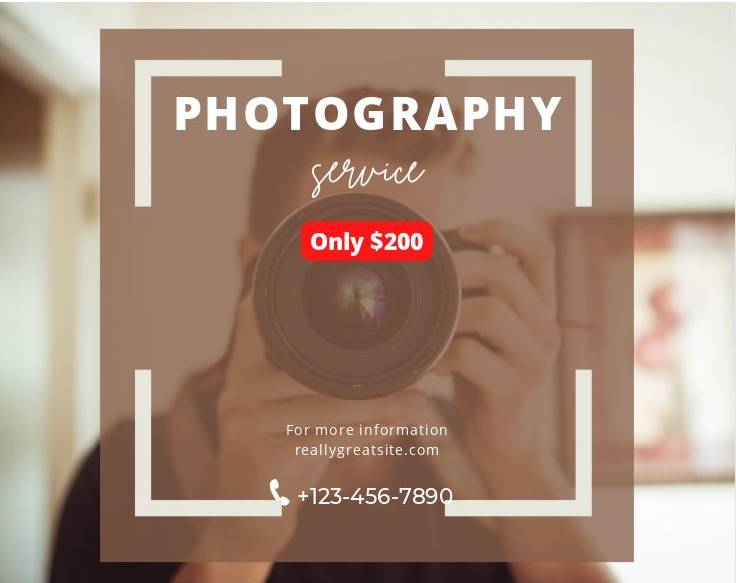 PHOTOGRAPHY
service
Only $200
For more information
reallygreatsite.com
+123-456-7890